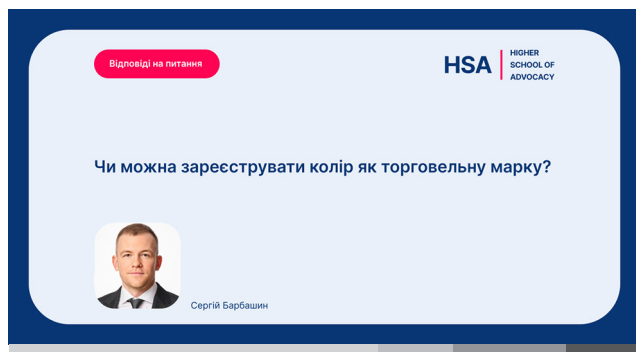 Відповіді на питання
HSA
HIGHER
SCHOOL OF
ADVOCACY
Чи можна зареєструвати колір як торговельну марку?
Сергій Барбашин